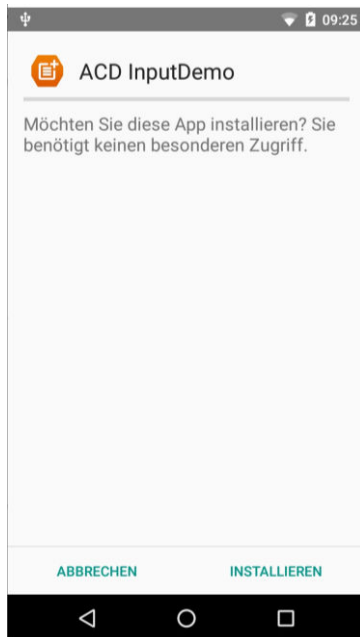 09:25
ACD InputDemo
Möchten Sie diese App installieren? Sie
benötigt keinen besonderen Zugriff.
ABBRECHEN
INSTALLIEREN